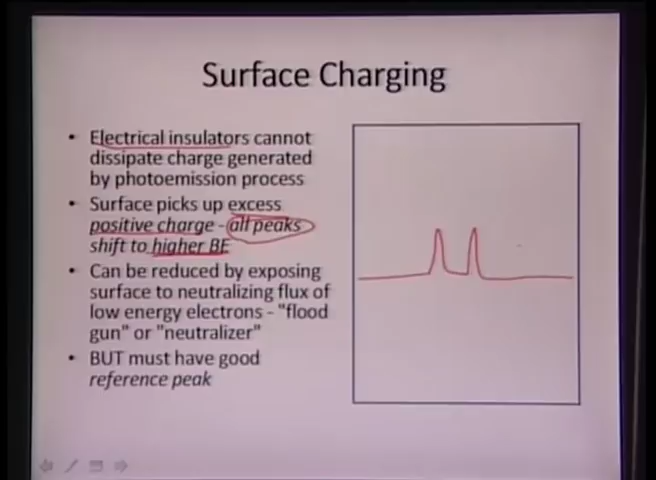 Surface Charging
• Electrical insulators cannot
dissipate charge generated
by photoemission process
• Surface picks up excess
positive charge - all peaks
shift to higher BE
• Can be reduced by exposing
surface to neutralizing flux of
low energy electrons - "flood
gun" or "neutralizer"
• BUT must have good
reference peak